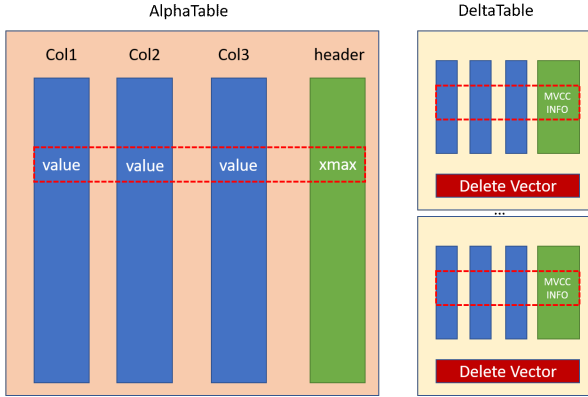 AlphaTable
Col1 Col2 Col3 header
value value value xmax
DeltaTable
MVCC
INFO
Delete Vector
...
MVCC
INFO
Delete Vector